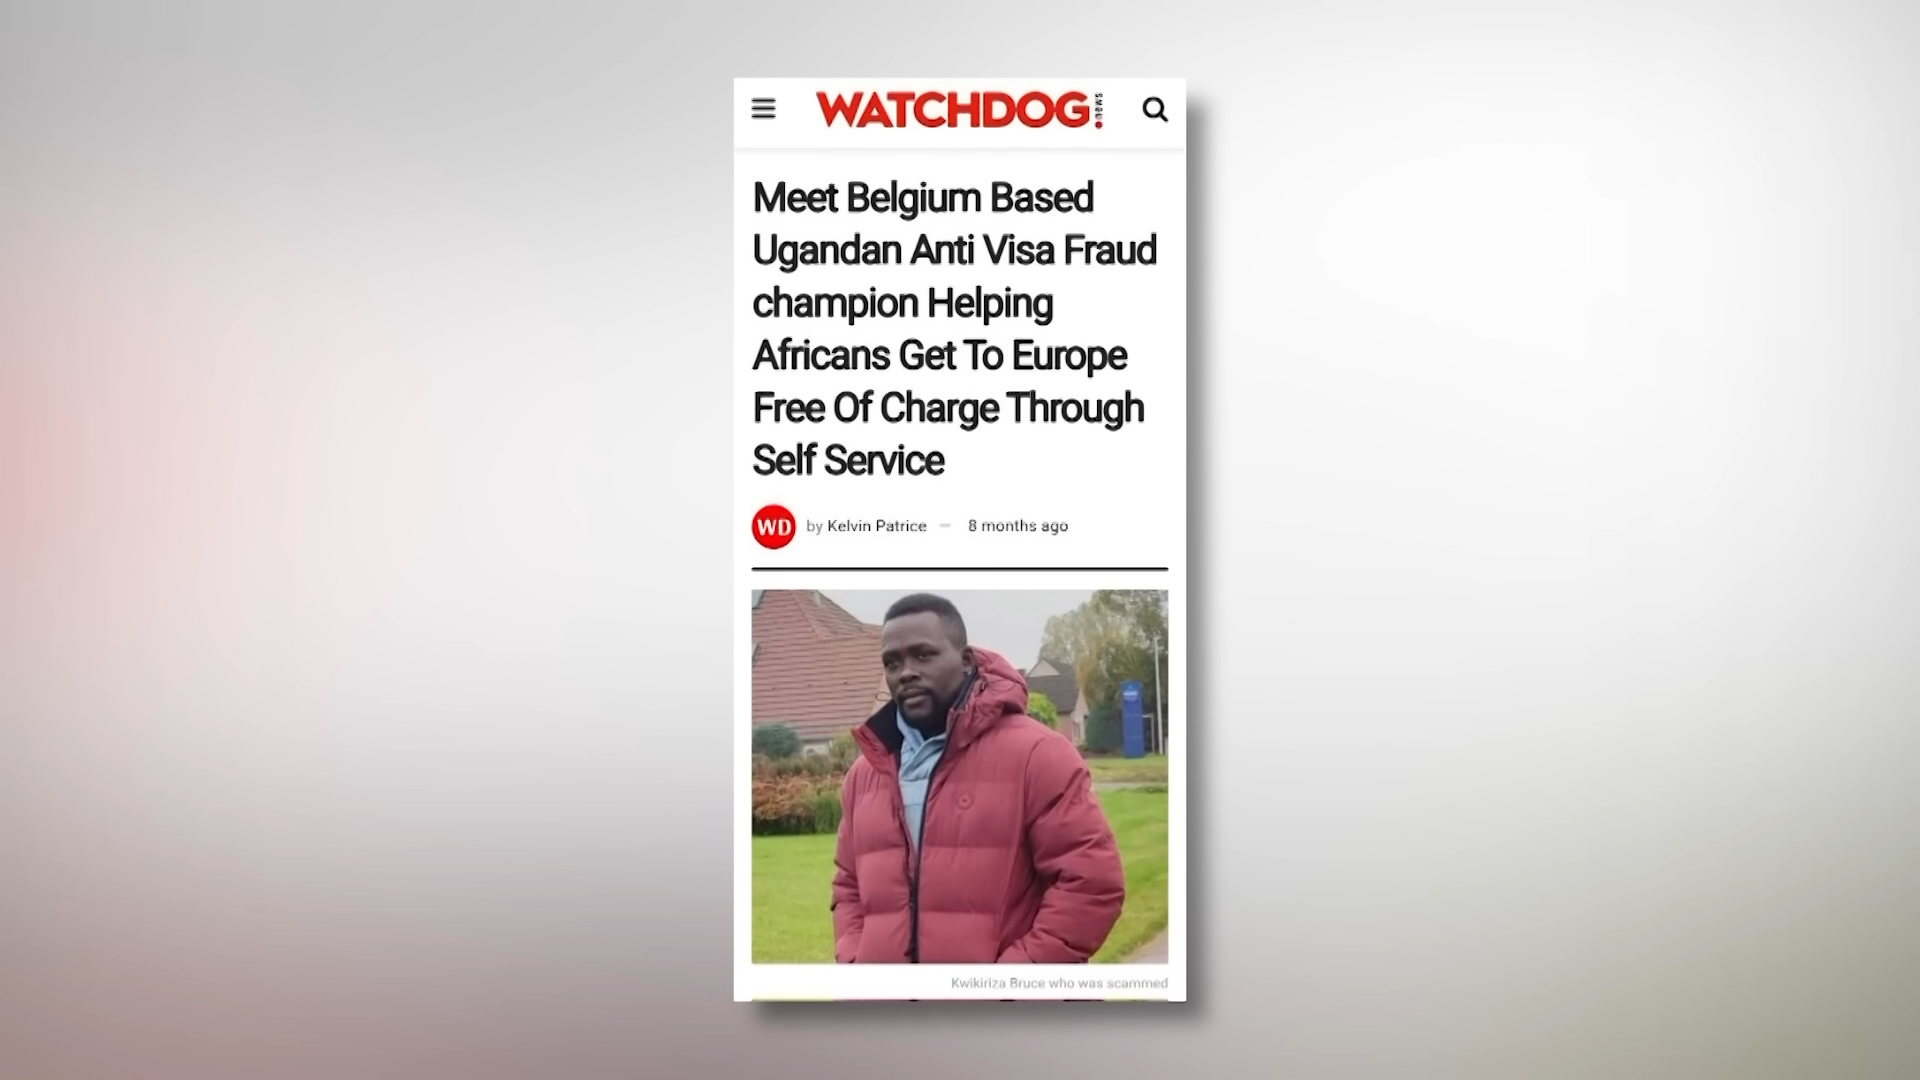 WATCHDOG
news
Meet Belgium Based
Ugandan Anti Visa Fraud
champion Helping
Africans Get To Europe
Free Of Charge Through
Self Service
WD by Kelvin Patrice – 8 months ago
Kwikiriza Bruce who was scammed